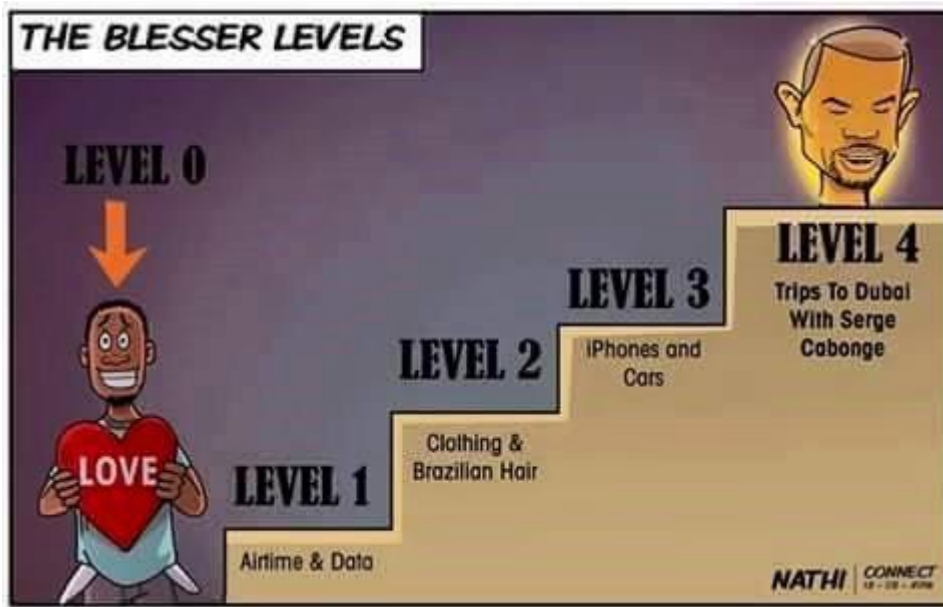 THE BLESSER LEVELS
LEVEL 0
LOVE
LEVEL 1
Airtime & Data
LEVEL 2
Clothing &
Brazilian Hair
LEVEL 3
iPhones and
Cars
LEVEL 4
Trips To Dubai
With Serge
Cabonge
NATHI
CONNECT